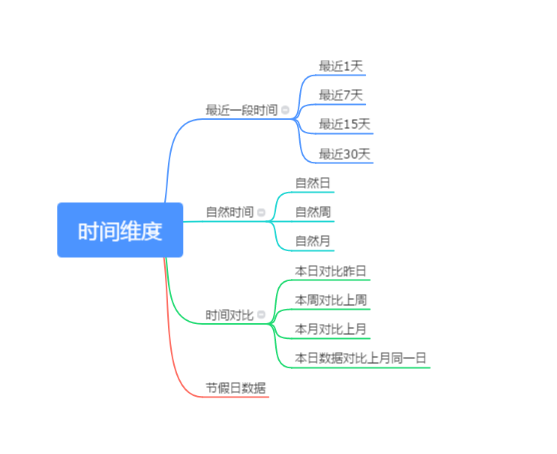 时间维度
最近一段时间
最近1天
最近7天
最近15天
最近30天
自然时间
自然日
自然周
自然月
时间对比
本日对比昨日
本周对比上周
本月对比上月
本日数据对比上月同一日
节假日数据